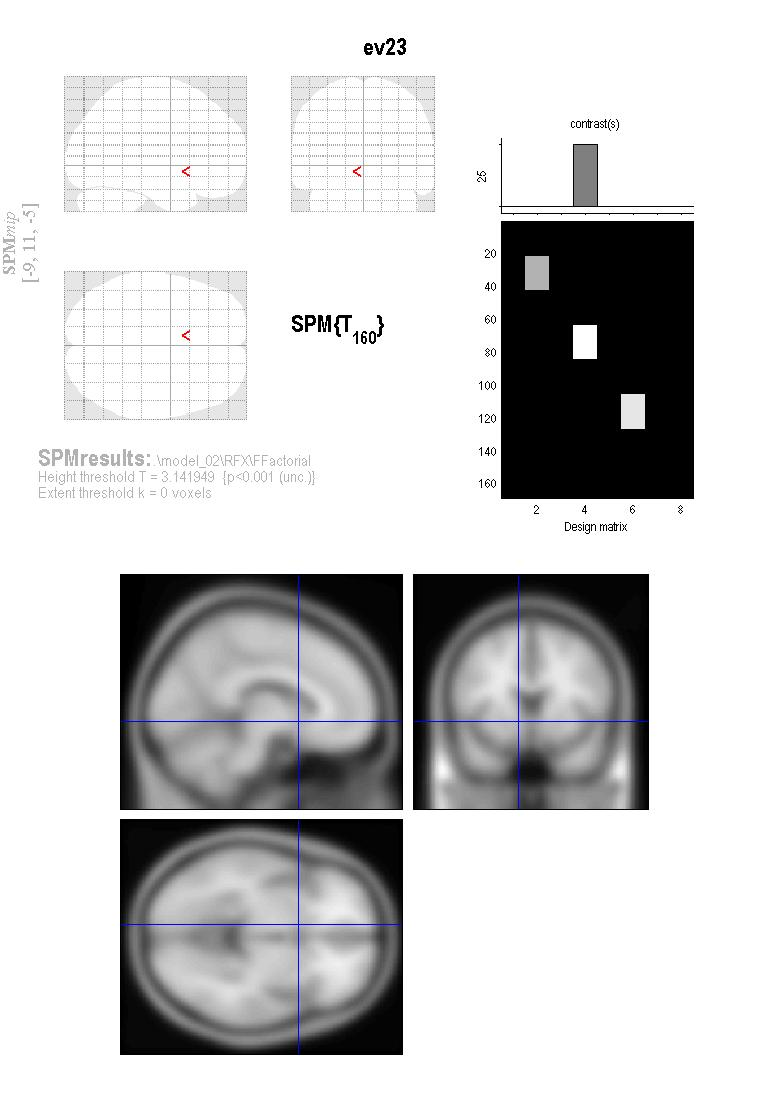 ev23
contrast(s)
25
<
<
SPMmip
[-9, 11, -5]
20
40
60
80
100
120
140
160
<
SPM{T160}
SPMresults: .\model_02\RFX\FFactorial
Height threshold T = 3.141949 {p<0.001 (unc.)}
Extent threshold k = 0 voxels
2 4 6 8
Design matrix